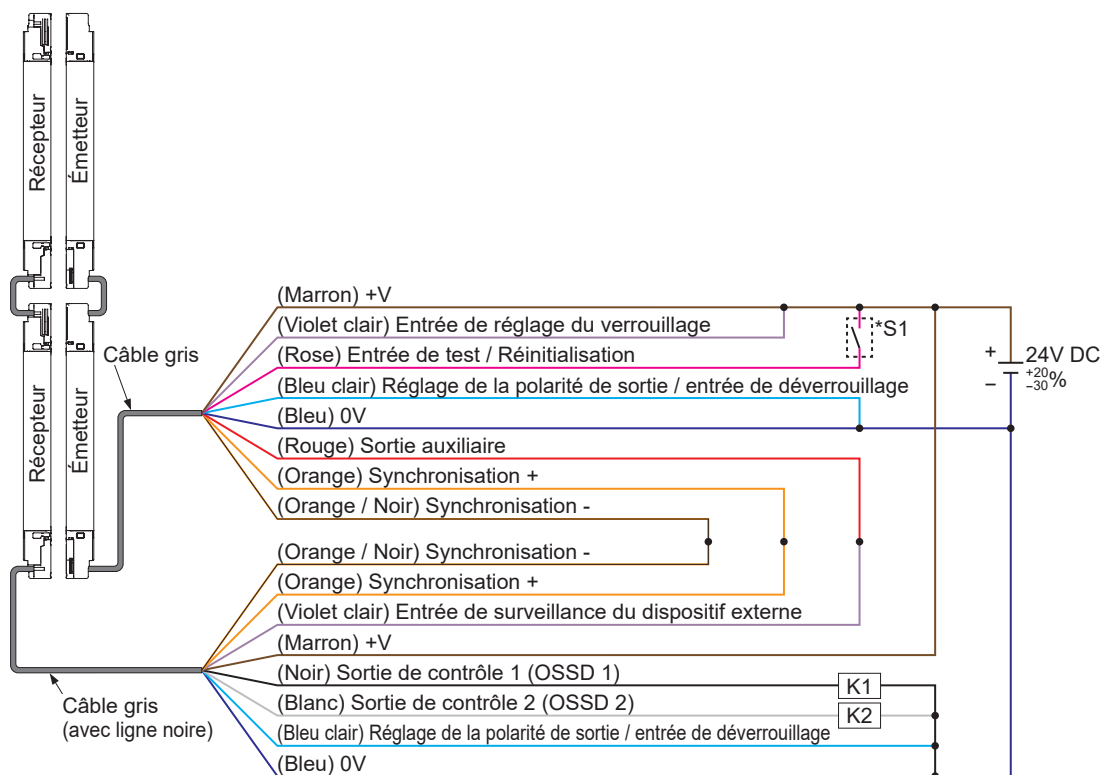 Récepteur
Émetteur
Récepteur
Émetteur
Câble gris
(Marron) +V
(Violet clair) Entrée de réglage du verrouillage
(Rose) Entrée de test / Réinitialisation
(Bleu clair) Réglage de la polarité de sortie / entrée de déverrouillage
(Bleu) 0V
(Rouge) Sortie auxiliaire
(Orange) Synchronisation +
(Orange / Noir) Synchronisation -
*S1
+
24V DC
+20
-30 %
–
(Orange / Noir) Synchronisation -
(Orange) Synchronisation +
(Violet clair) Entrée de surveillance du dispositif externe
(Marron) +V
(Noir) Sortie de contrôle 1 (OSSD 1)
K1
(Blanc) Sortie de contrôle 2 (OSSD 2)
K2
(Bleu clair) Réglage de la polarité de sortie / entrée de déverrouillage
(Bleu) 0V
Câble gris
(avec ligne noire)